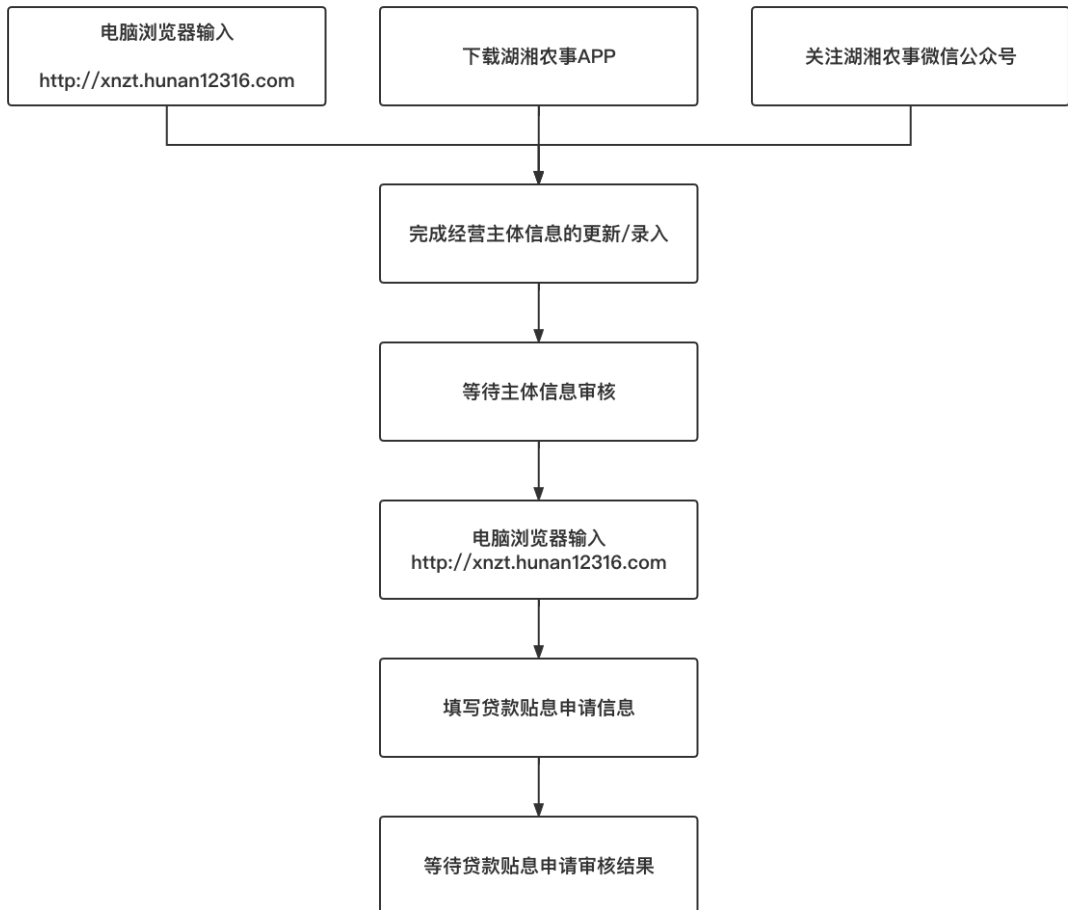 电脑浏览器输入
http://xnzt.hunan12316.com
下载湖湘农事APP
关注湖湘农事微信公众号
完成经营主体信息的更新/录入
等待主体信息审核
电脑浏览器输入
http://xnzt.hunan12316.com
填写贷款贴息申请信息
等待贷款贴息申请审核结果